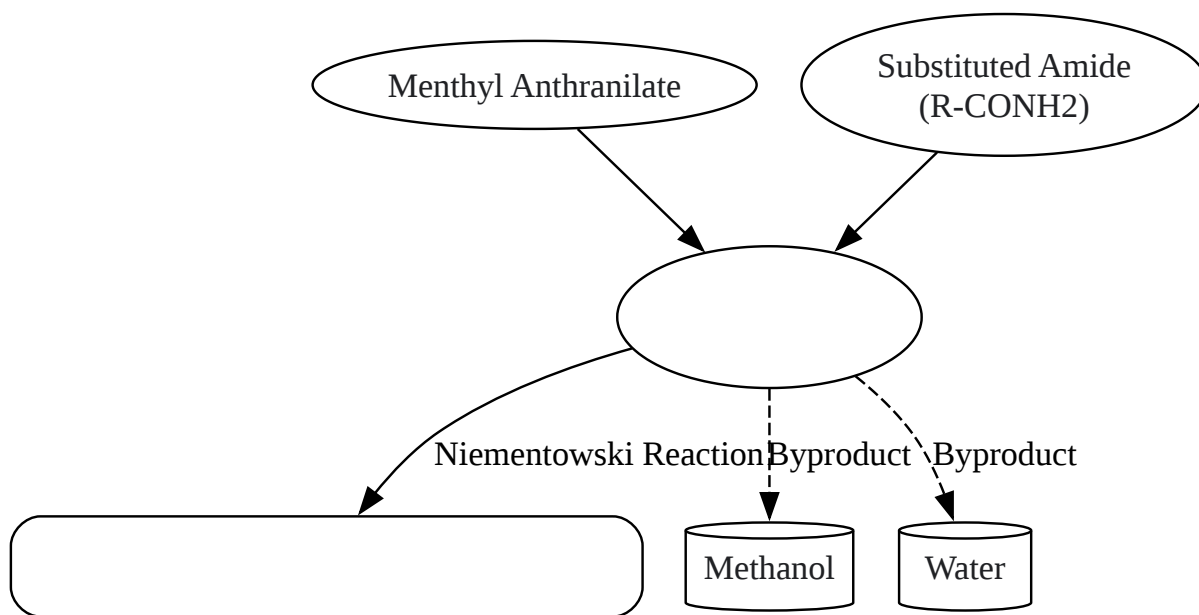 Menthyl Anthranilate
Substituted Amide
(R-CONH2)
Niementowski Reaction
Byproduct
Byproduct
Methanol
Water